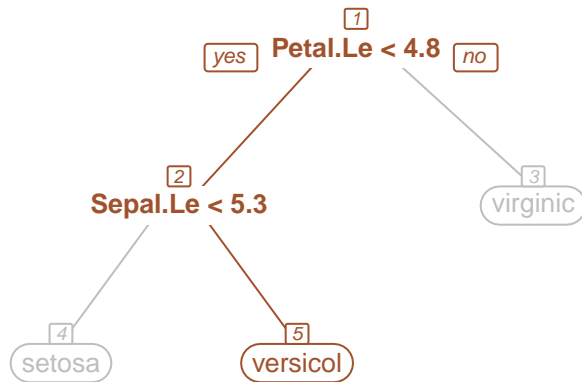 1
Petal.Le < 4.8
yes
no
2
Sepal.Le < 5.3
3
virginic
4
setosa
5
versicol